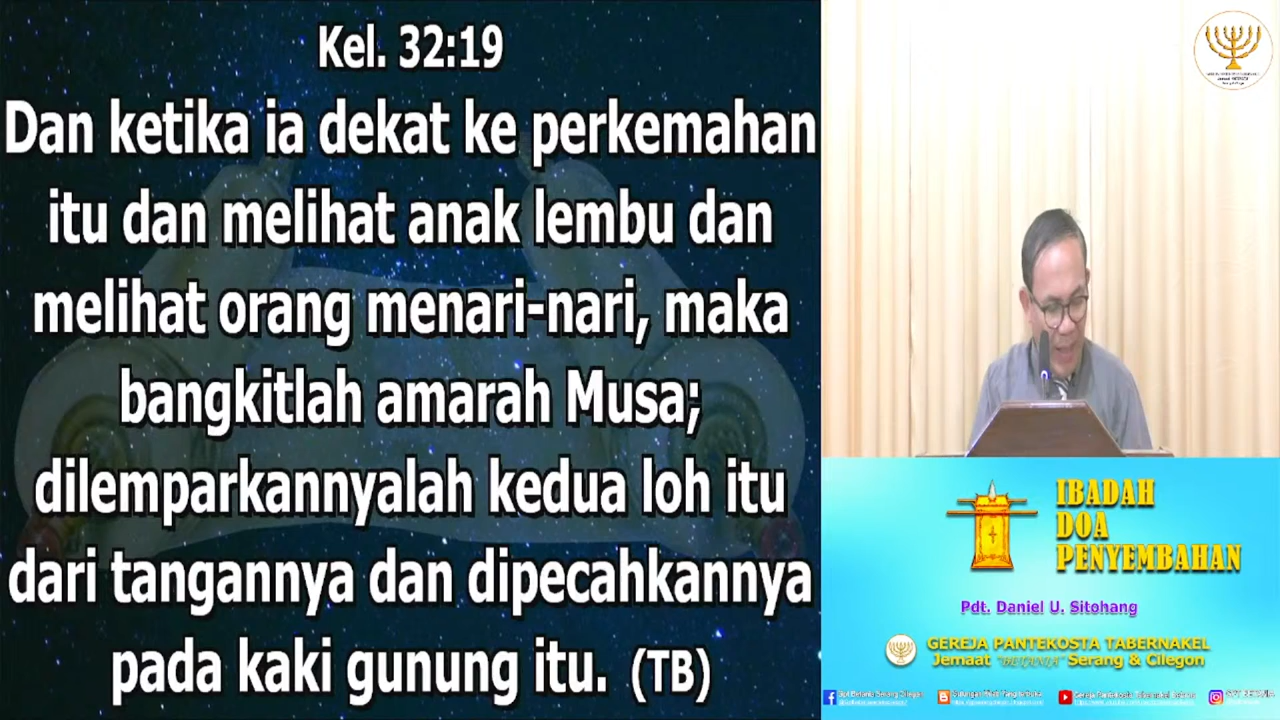 Kel. 32:19
Dan ketika ia dekat ke perkemahan
itu dan melihat anak lembu dan
melihat orang menari-nari, maka
bangkitlah amarah Musa;
dilemparkannyalah kedua loh itu
dari tangannya dan dipecahkannya
pada kaki gunung itu. (TB)
IBADAH
DOA
PENYEMBAHAN
Pdt. Daniel U. Sitohang
GEREJA PANTEKOSTA TABERNAKEL
Jemaat "BETANIA" Serang & Cilegon